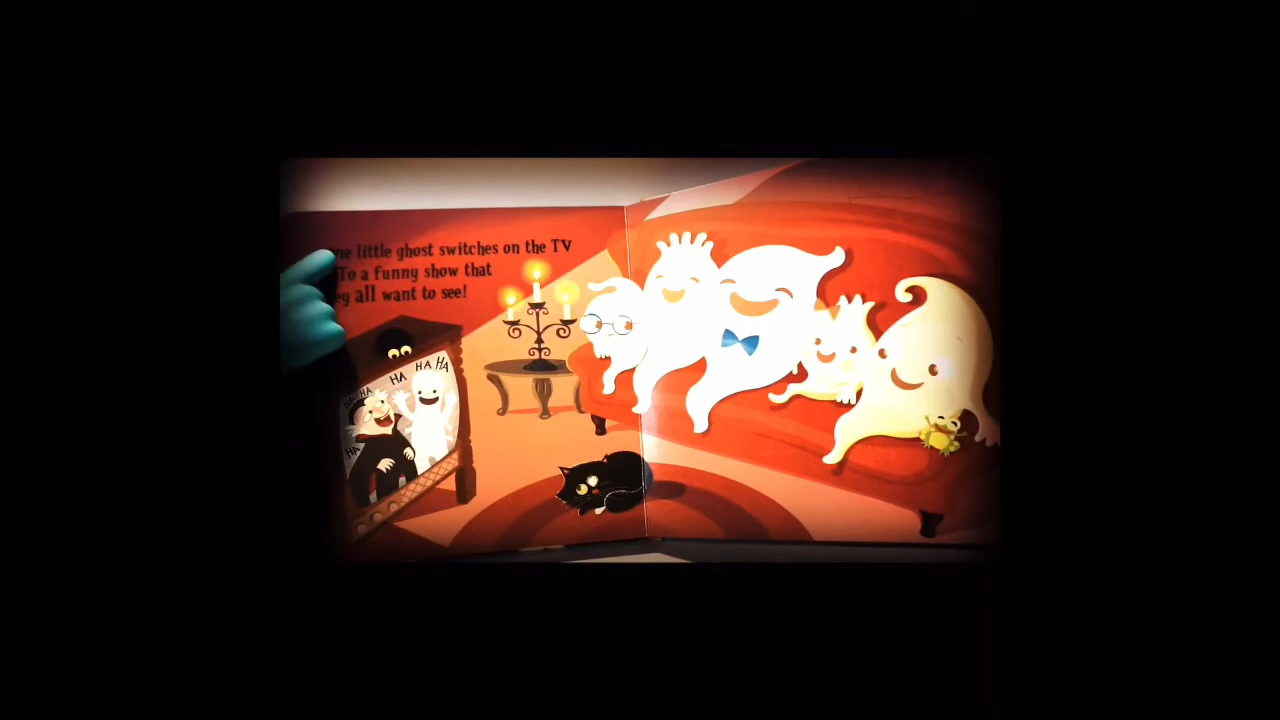 little ghost switches on the TV
To a funny show that
all want to see!
HA HA
HA HA HA
HA